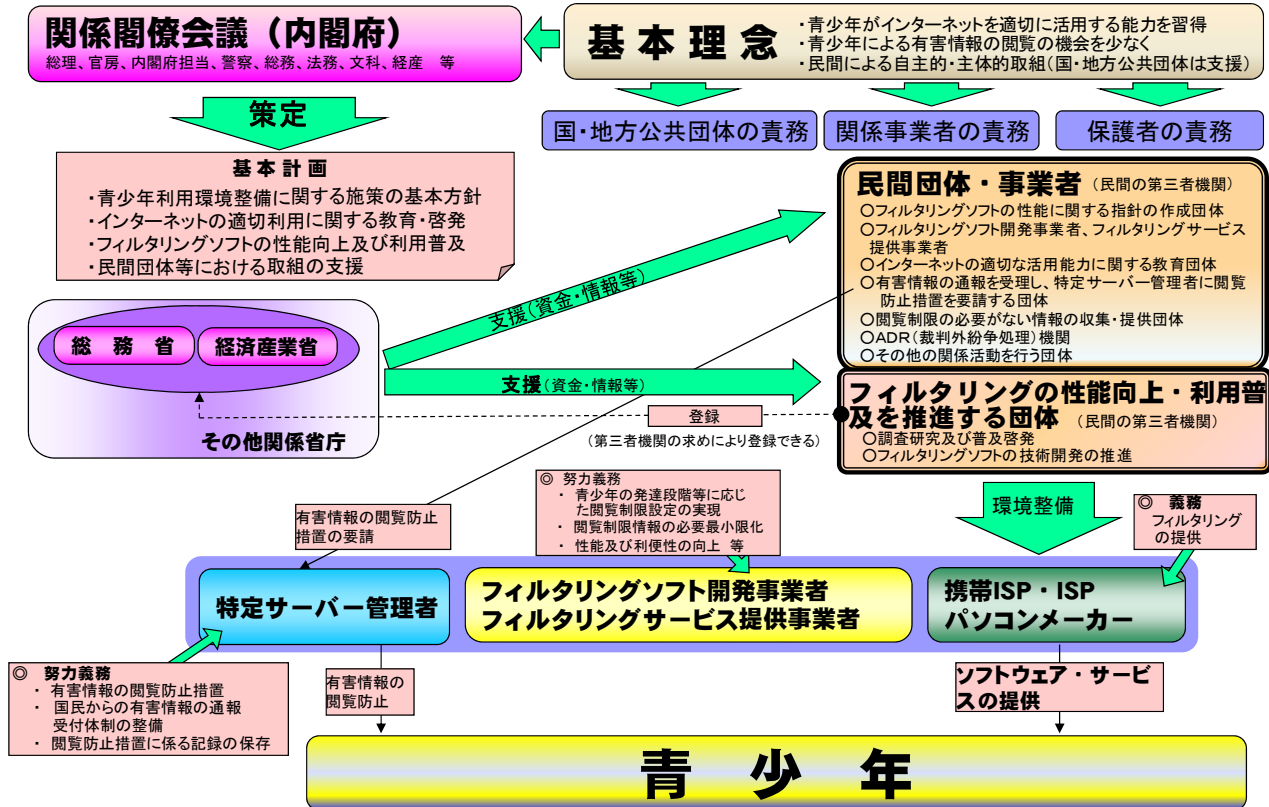 関係閣僚会議（内閣府）
総理、官房、内閣府担当、警察、総務、法務、文科、経産　等
基 本 理 念
・青少年がインターネットを適切に活用する能力を習得
・青少年による有害情報の閲覧の機会を少なく
・民間による自主的・主体的取組（国・地方公共団体は支援）
策定
国・地方公共団体の責務
関係事業者の責務
保護者の責務
基 本 計 画
・青少年利用環境整備に関する施策の基本方針
・インターネットの適切利用に関する教育・啓発
・フィルタリングソフトの性能向上及び利用普及
・民間団体等における取組の支援
民間団体・事業者（民間の第三者機関）
○フィルタリングソフトの性能に関する指針の作成団体
○フィルタリングソフト開発事業者、フィルタリングサービス
提供事業者
○インターネットの適切な活用能力に関する教育団体
○有害情報の通報を受理し、特定サーバー管理者に閲覧
防止措置を要請する団体
○閲覧制限の必要がない情報の収集・提供団体
○ADR（裁判外紛争処理）機関
○その他の関係活動を行う団体
支援（資金・情報等）
総　務　省
経済産業省
その他関係省庁
支援（資金・情報等）
登録
（第三者機関の求めにより登録できる）
フィルタリングの性能向上・利用普
及を推進する団体（民間の第三者機関）
○調査研究及び普及啓発
○フィルタリングソフトの技術開発の推進
◎ 努力義務
・ 青少年の発達段階等に応じ
た閲覧制限設定の実現
・ 閲覧制限情報の必要最小限化
・ 性能及び利便性の向上 等
環境整備
◎ 義務
フィルタリング
の提供
有害情報の閲覧防止
措置の要請
特定サーバー管理者
フィルタリングソフト開発事業者
フィルタリングサービス提供事業者
携帯ISP・ISP
パソコンメーカー
◎ 努力義務
・ 有害情報の閲覧防止措置
・ 国民からの有害情報の通報
受付体制の整備
・ 閲覧防止措置に係る記録の保存
有害情報の
閲覧防止
ソフトウェア・サービ
スの提供
青　少　年